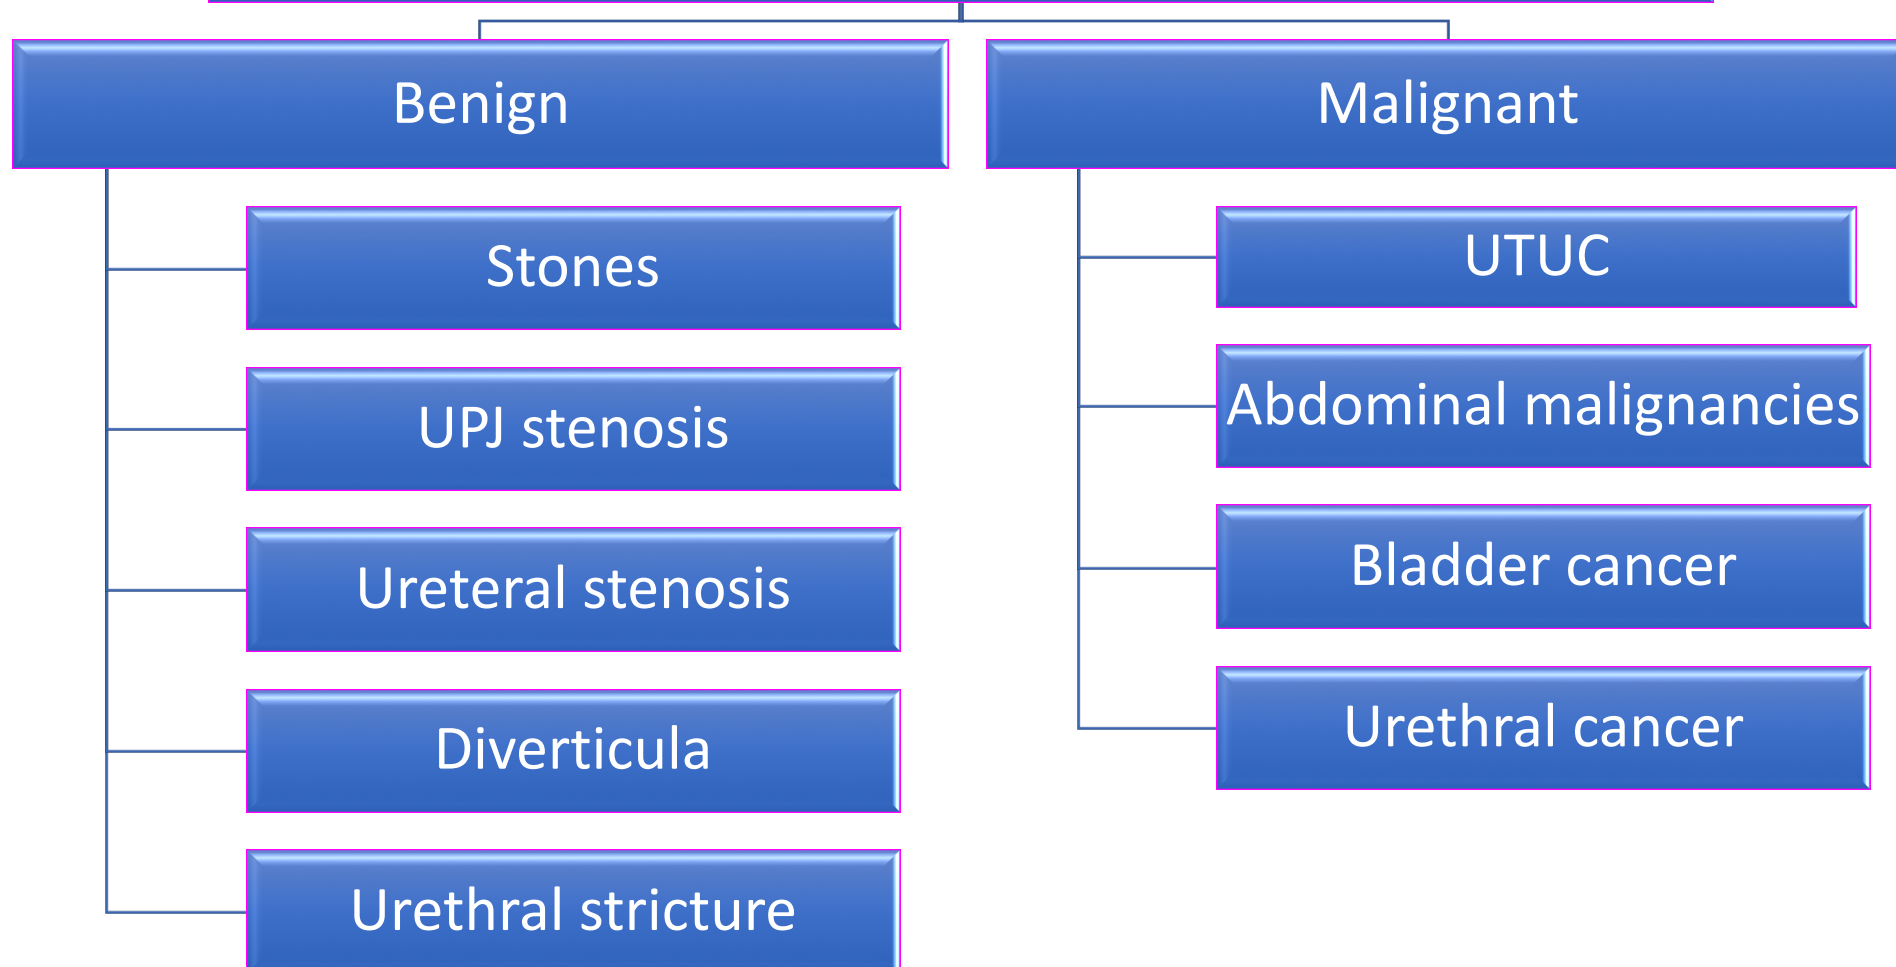 Benign
Stones
UPJ stenosis
Ureteral stenosis
Diverticula
Urethral stricture
Malignant
UTUC
Abdominal malignancies
Bladder cancer
Urethral cancer